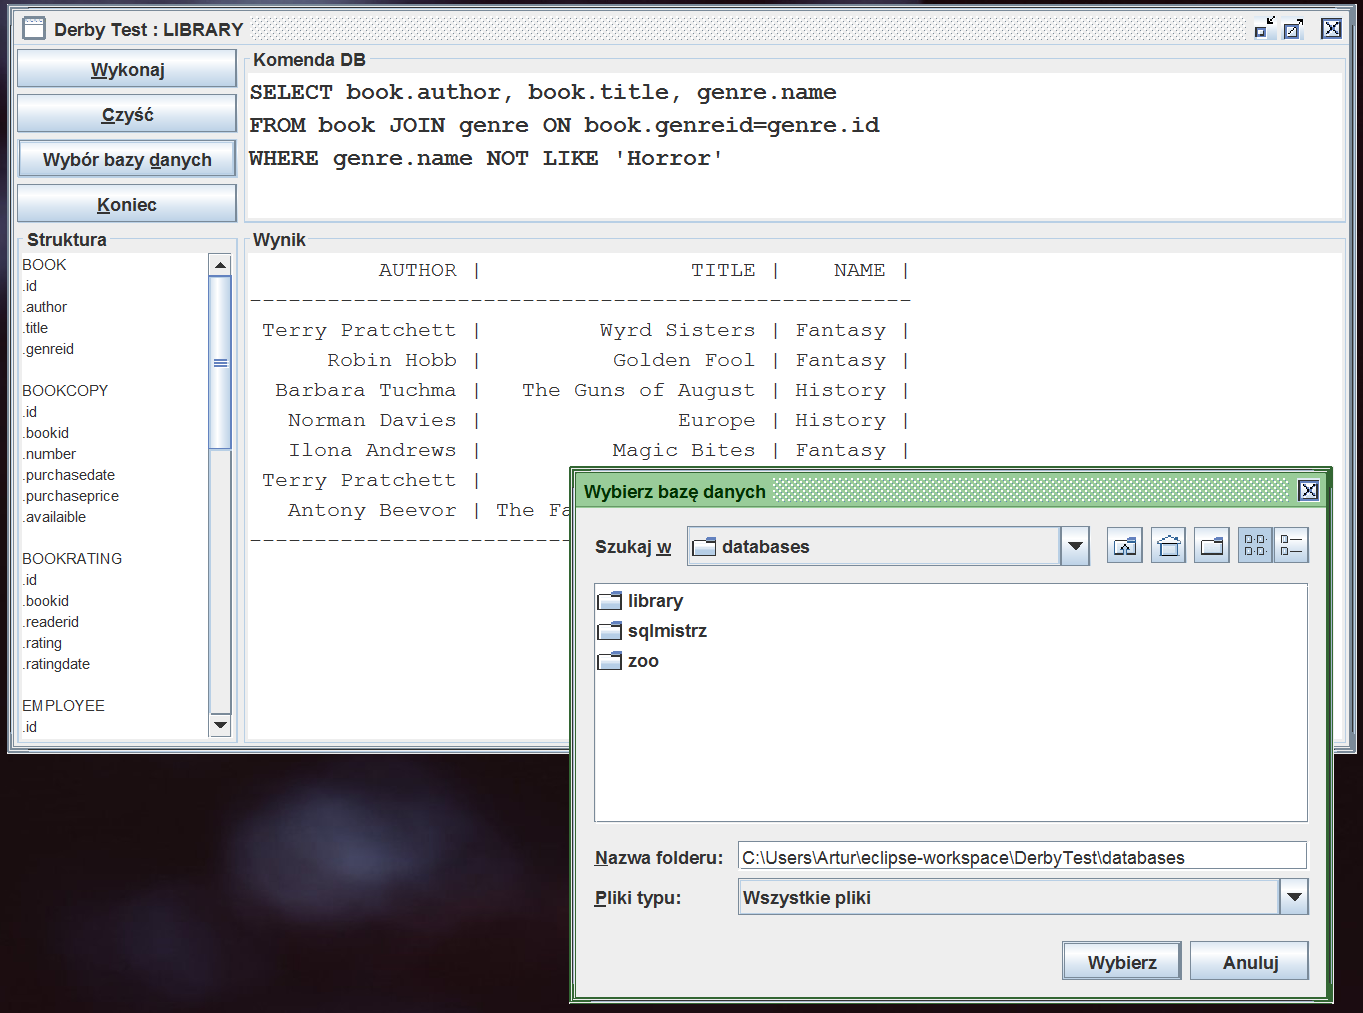 Derby Test : LIBRARY
Wykonaj
Czyść
Wybór bazy danych
Koniec
Komenda DB
SELECT book.author, book.title, genre.name
FROM book JOIN genre ON book.genreid=genre.id
WHERE genre.name NOT LIKE 'Horror'
Struktura
BOOK
.id
.author
.title
.genreid
BOOKCOPY
.id
.bookid
.number
.purchasedate
.purchaseprice
.availaible
BOOKRATING
.id
.bookid
.readerid
.rating
.ratingdate
EMPLOYEE
.id
Wynik
AUTHOR | TITLE | NAME |
---------------------------------------------------
Terry Pratchett | Wyrd Sisters | Fantasy |
Robin Hobb | Golden Fool | Fantasy |
Barbara Tuchma | The Guns of August | History |
Norman Davies | Europe | History |
Ilona Andrews | Magic Bites | Fantasy |
Terry Pratchett |
Antony Beevor | The Fa
-------------------------
Wybierz bazę danych
Szukaj w databases
library
sqlmistrz
zoo
Nazwa folderu: C:\Users\Artur\eclipse-workspace\DerbyTest\databases
Pliki typu: Wszystkie pliki
Wybierz Anuluj